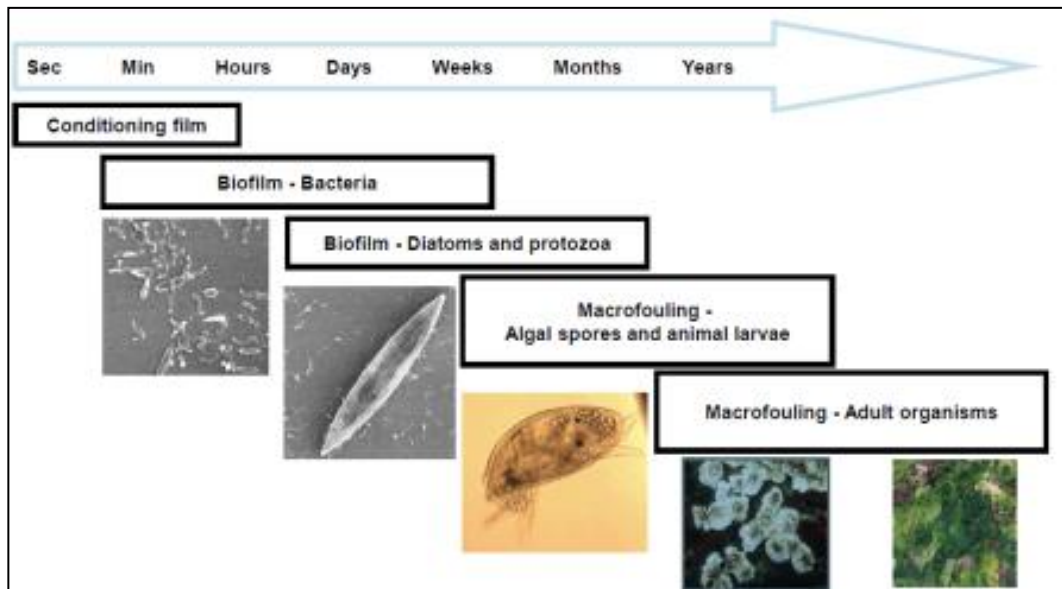 Sec Min Hours Days Weeks Months Years
Conditioning film
Biofilm - Bacteria
Biofilm - Diatoms and protozoa
Macrofouling -
Algal spores and animal larvae
Macrofouling - Adult organisms